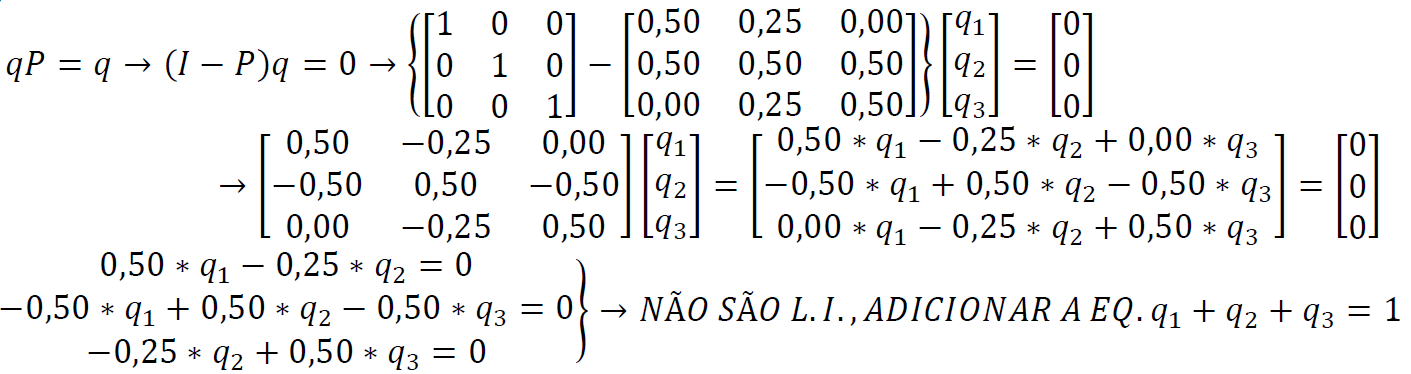 qP = q → (I − P)q = 0 → {[1 0 0; 0 1 0; 0 0 1] − [0,50 0,25 0,00; 0,50 0,50 0,50; 0,00 0,25 0,50]} [q₁; q₂; q₃] = [0; 0; 0]
→ [0,50 −0,25 0,00; −0,50 0,50 −0,50; 0,00 −0,25 0,50] [q₁; q₂; q₃] = [0,50 * q₁ − 0,25 * q₂ + 0,00 * q₃; −0,50 * q₁ + 0,50 * q₂ − 0,50 * q₃; 0,00 * q₁ − 0,25 * q₂ + 0,50 * q₃] = [0; 0; 0]
0,50 * q₁ − 0,25 * q₂ = 0
−0,50 * q₁ + 0,50 * q₂ − 0,50 * q₃ = 0} → NÃO SÃO L.I., ADICIONAR A EQ. q₁ + q₂ + q₃ = 1
−0,25 * q₂ + 0,50 * q₃ = 0